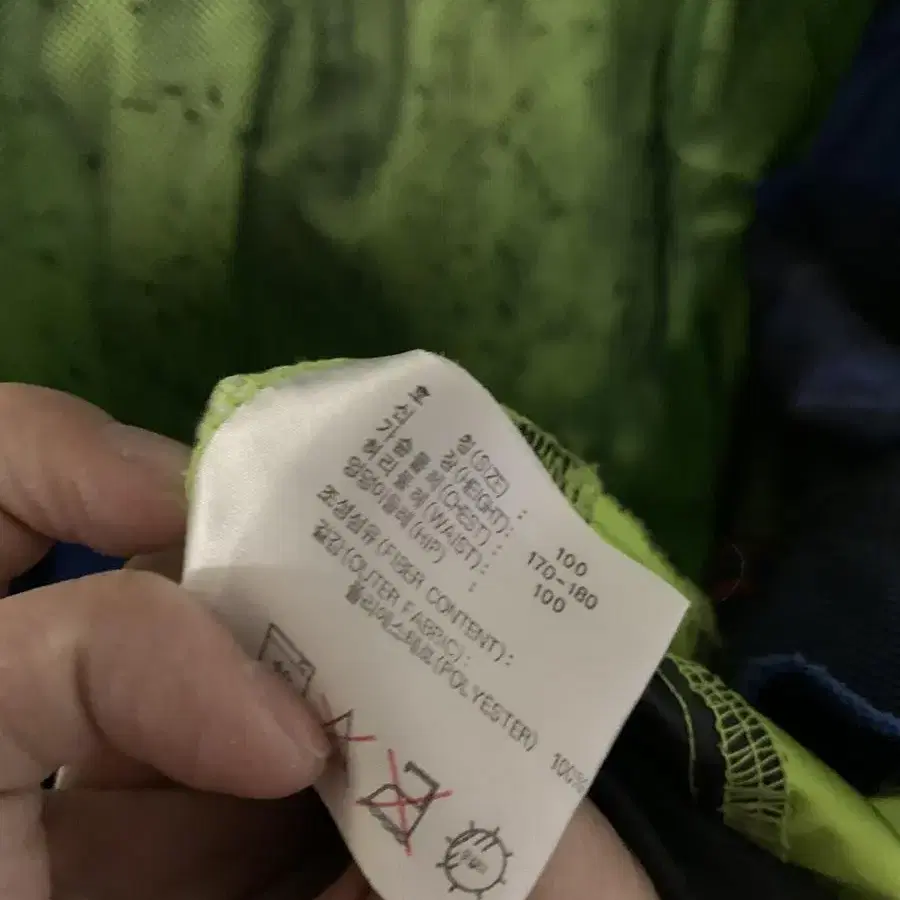 호 칭(SIZE) : 100
신 장(HEIGHT) : 170-180
가슴둘레(CHEST) : 100
허리둘레(WAIST) :
엉덩이둘레(HIP) :
조성섬유(FIBER CONTENT) :
겉감(OUTER FABRIC) :
폴리에스테르(POLYESTER) 100%